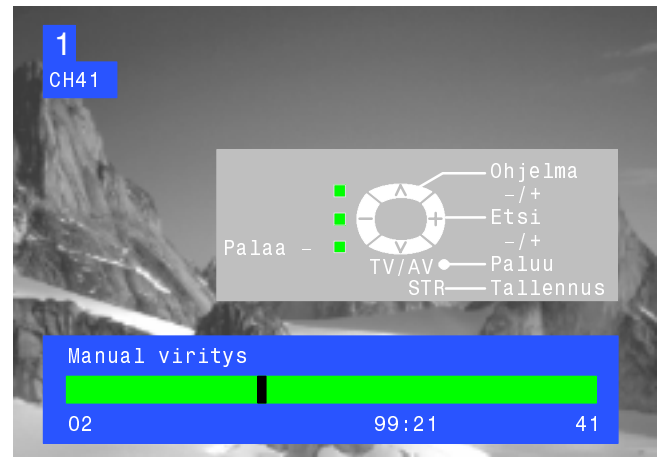 1
CH41
Ohjelma
-/+
Etsi
-/+
Palaa -
TV/AV Paluu
STR Tallennus
Manual viritys
02 99:21 41